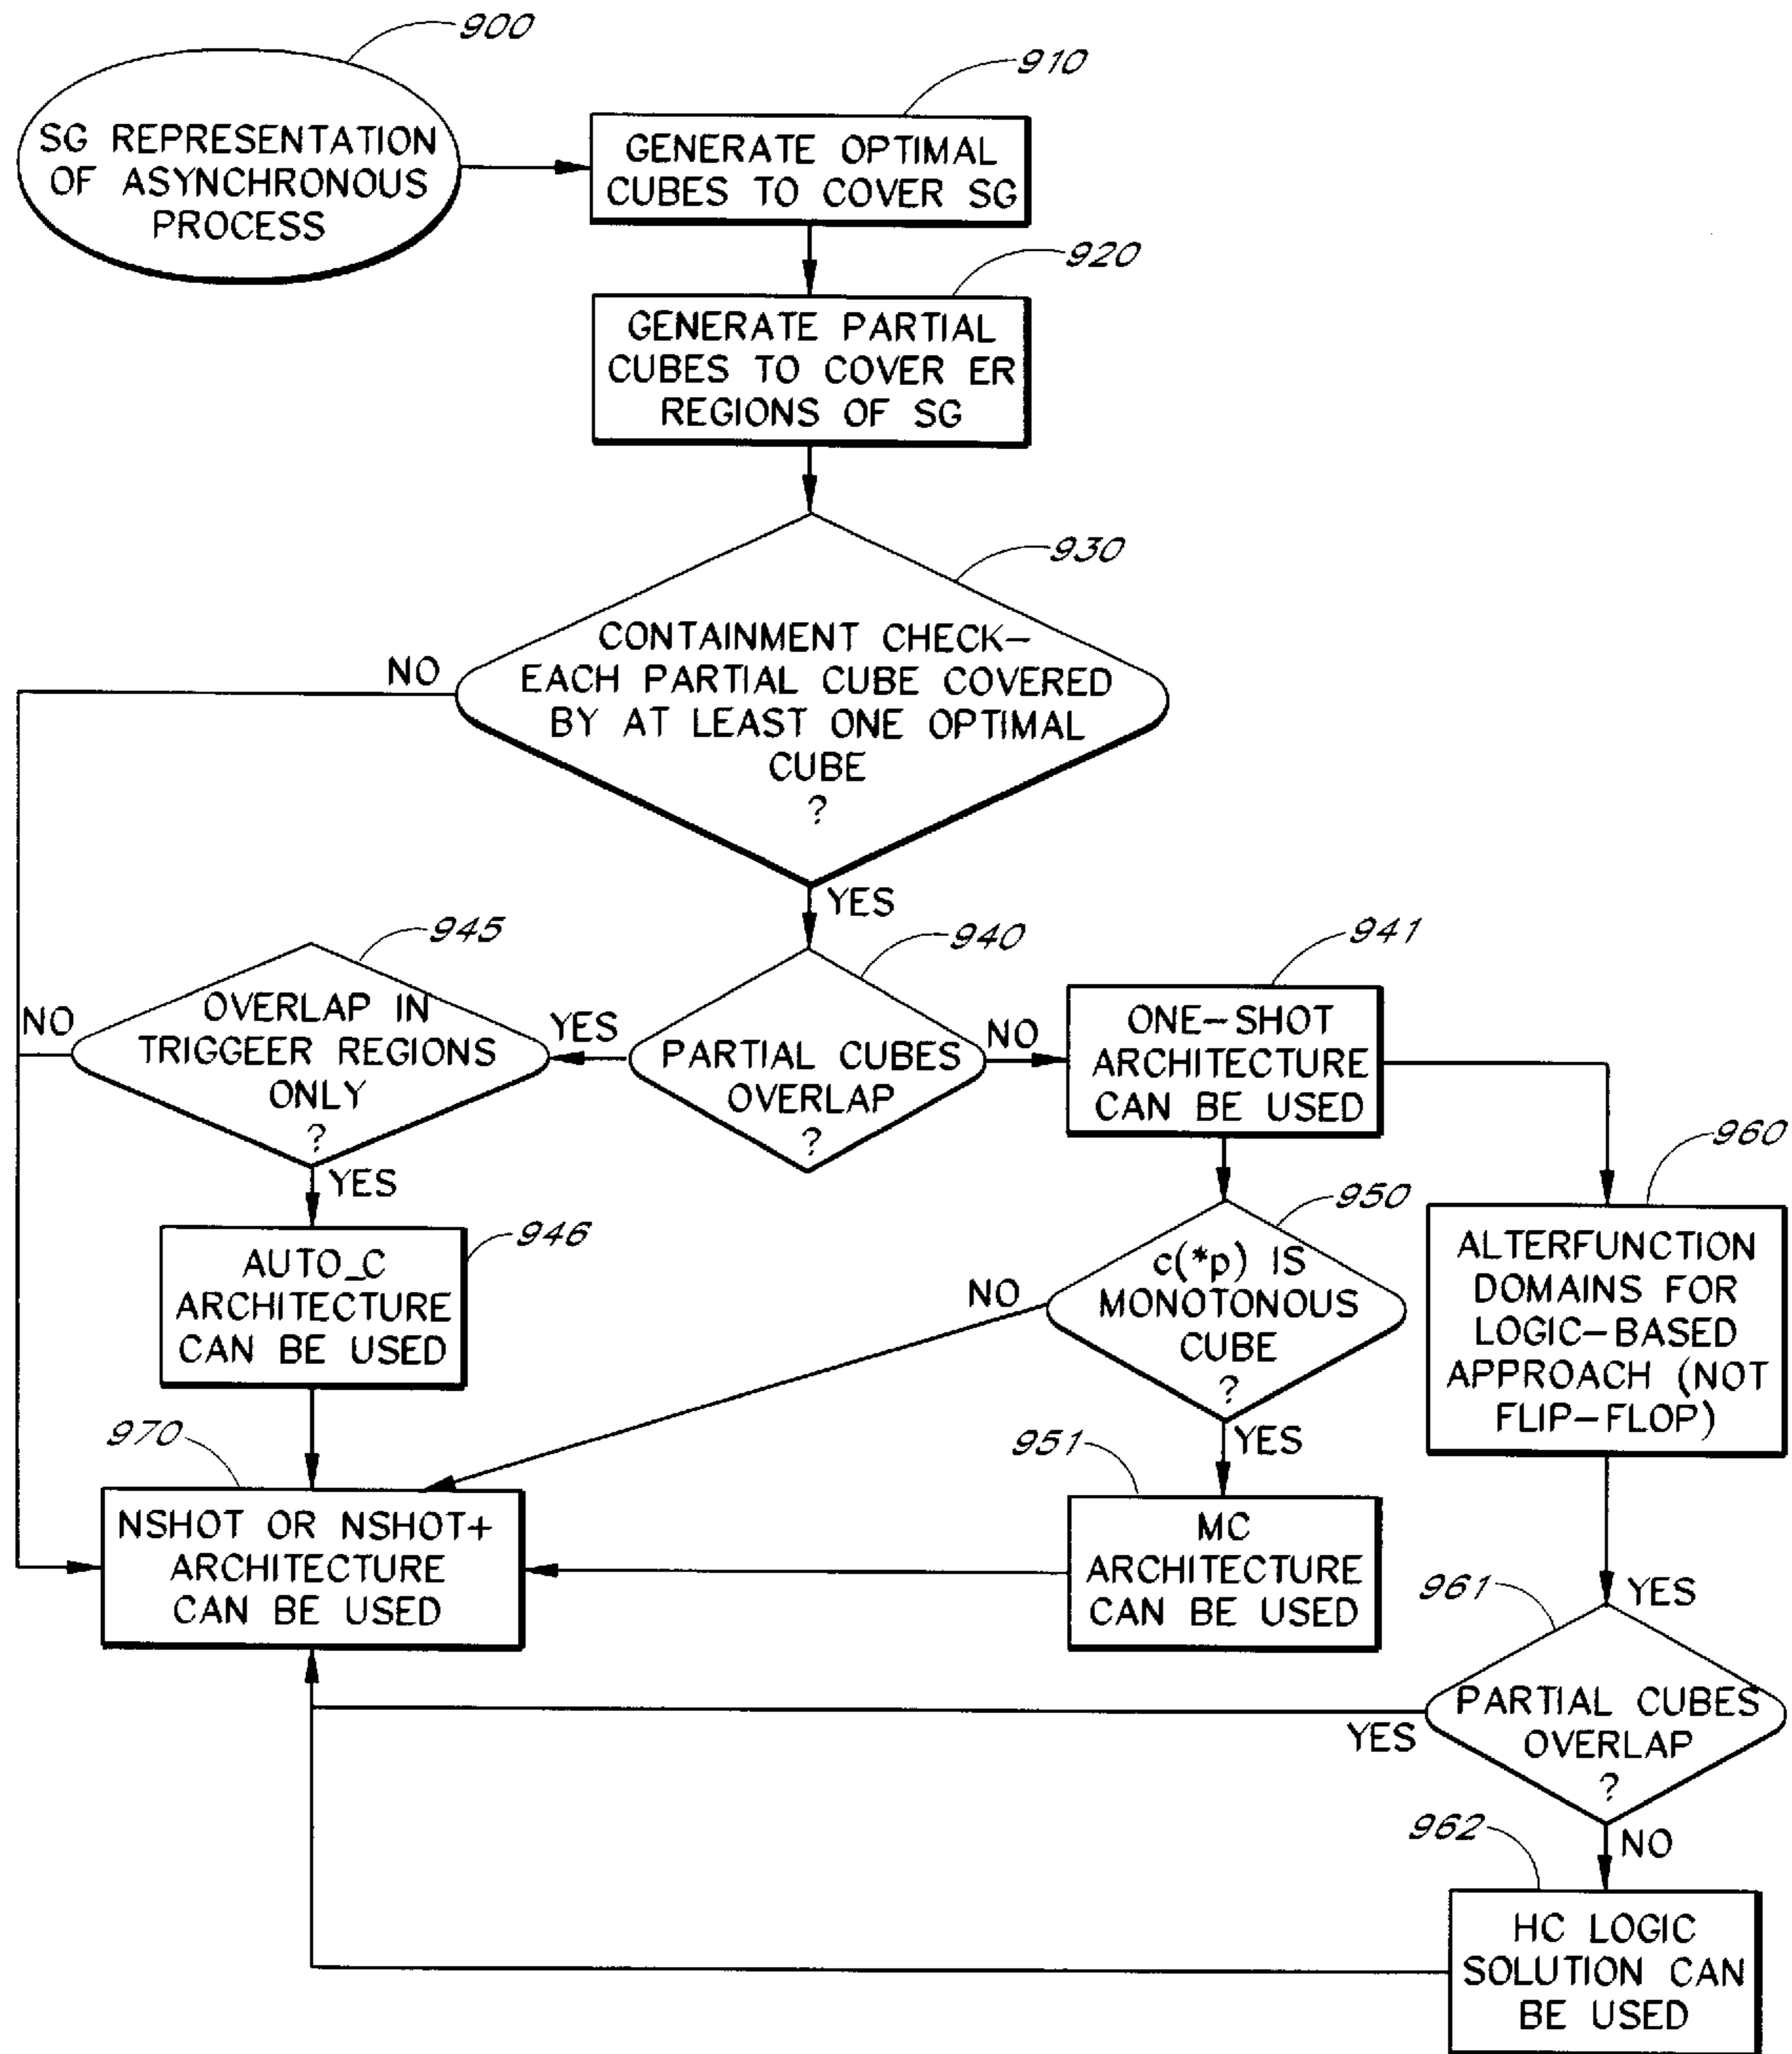 900
SG REPRESENTATION
OF ASYNCHRONOUS
PROCESS
910
GENERATE OPTIMAL
CUBES TO COVER SG
920
GENERATE PARTIAL
CUBES TO COVER ER
REGIONS OF SG
930
CONTAINMENT CHECK–
EACH PARTIAL CUBE COVERED
BY AT LEAST ONE OPTIMAL
CUBE
?
NO
YES
945
OVERLAP IN
TRIGGEER REGIONS
ONLY
?
NO
YES
940
PARTIAL CUBES
OVERLAP
?
YES
NO
941
ONE–SHOT
ARCHITECTURE
CAN BE USED
946
AUTO_C
ARCHITECTURE
CAN BE USED
950
c(*p) IS
MONOTONOUS
CUBE
?
NO
YES
960
ALTERFUNCTION
DOMAINS FOR
LOGIC–BASED
APPROACH (NOT
FLIP–FLOP)
YES
970
NSHOT OR NSHOT+
ARCHITECTURE
CAN BE USED
951
MC
ARCHITECTURE
CAN BE USED
961
PARTIAL CUBES
OVERLAP
?
YES
NO
962
HC LOGIC
SOLUTION CAN
BE USED